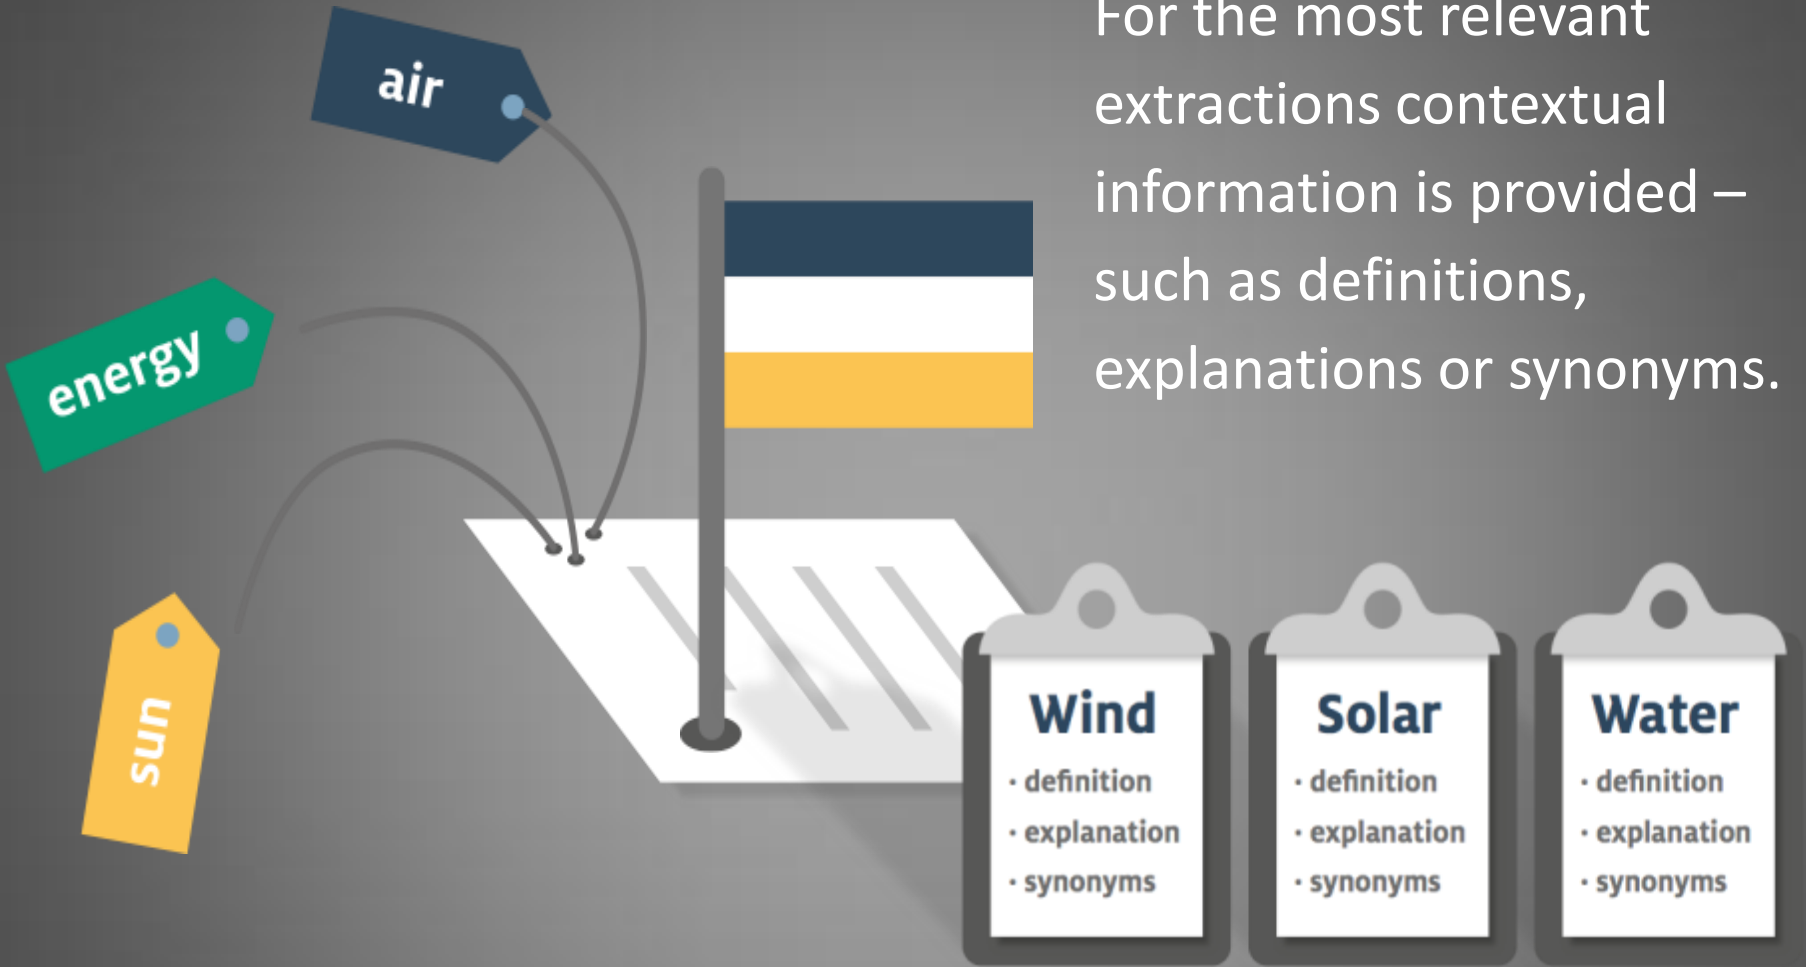 For the most relevant
extractions contextual
information is provided –
such as definitions,
explanations or synonyms.
air
energy
sun
Wind
· definition
· explanation
· synonyms
Solar
· definition
· explanation
· synonyms
Water
· definition
· explanation
· synonyms